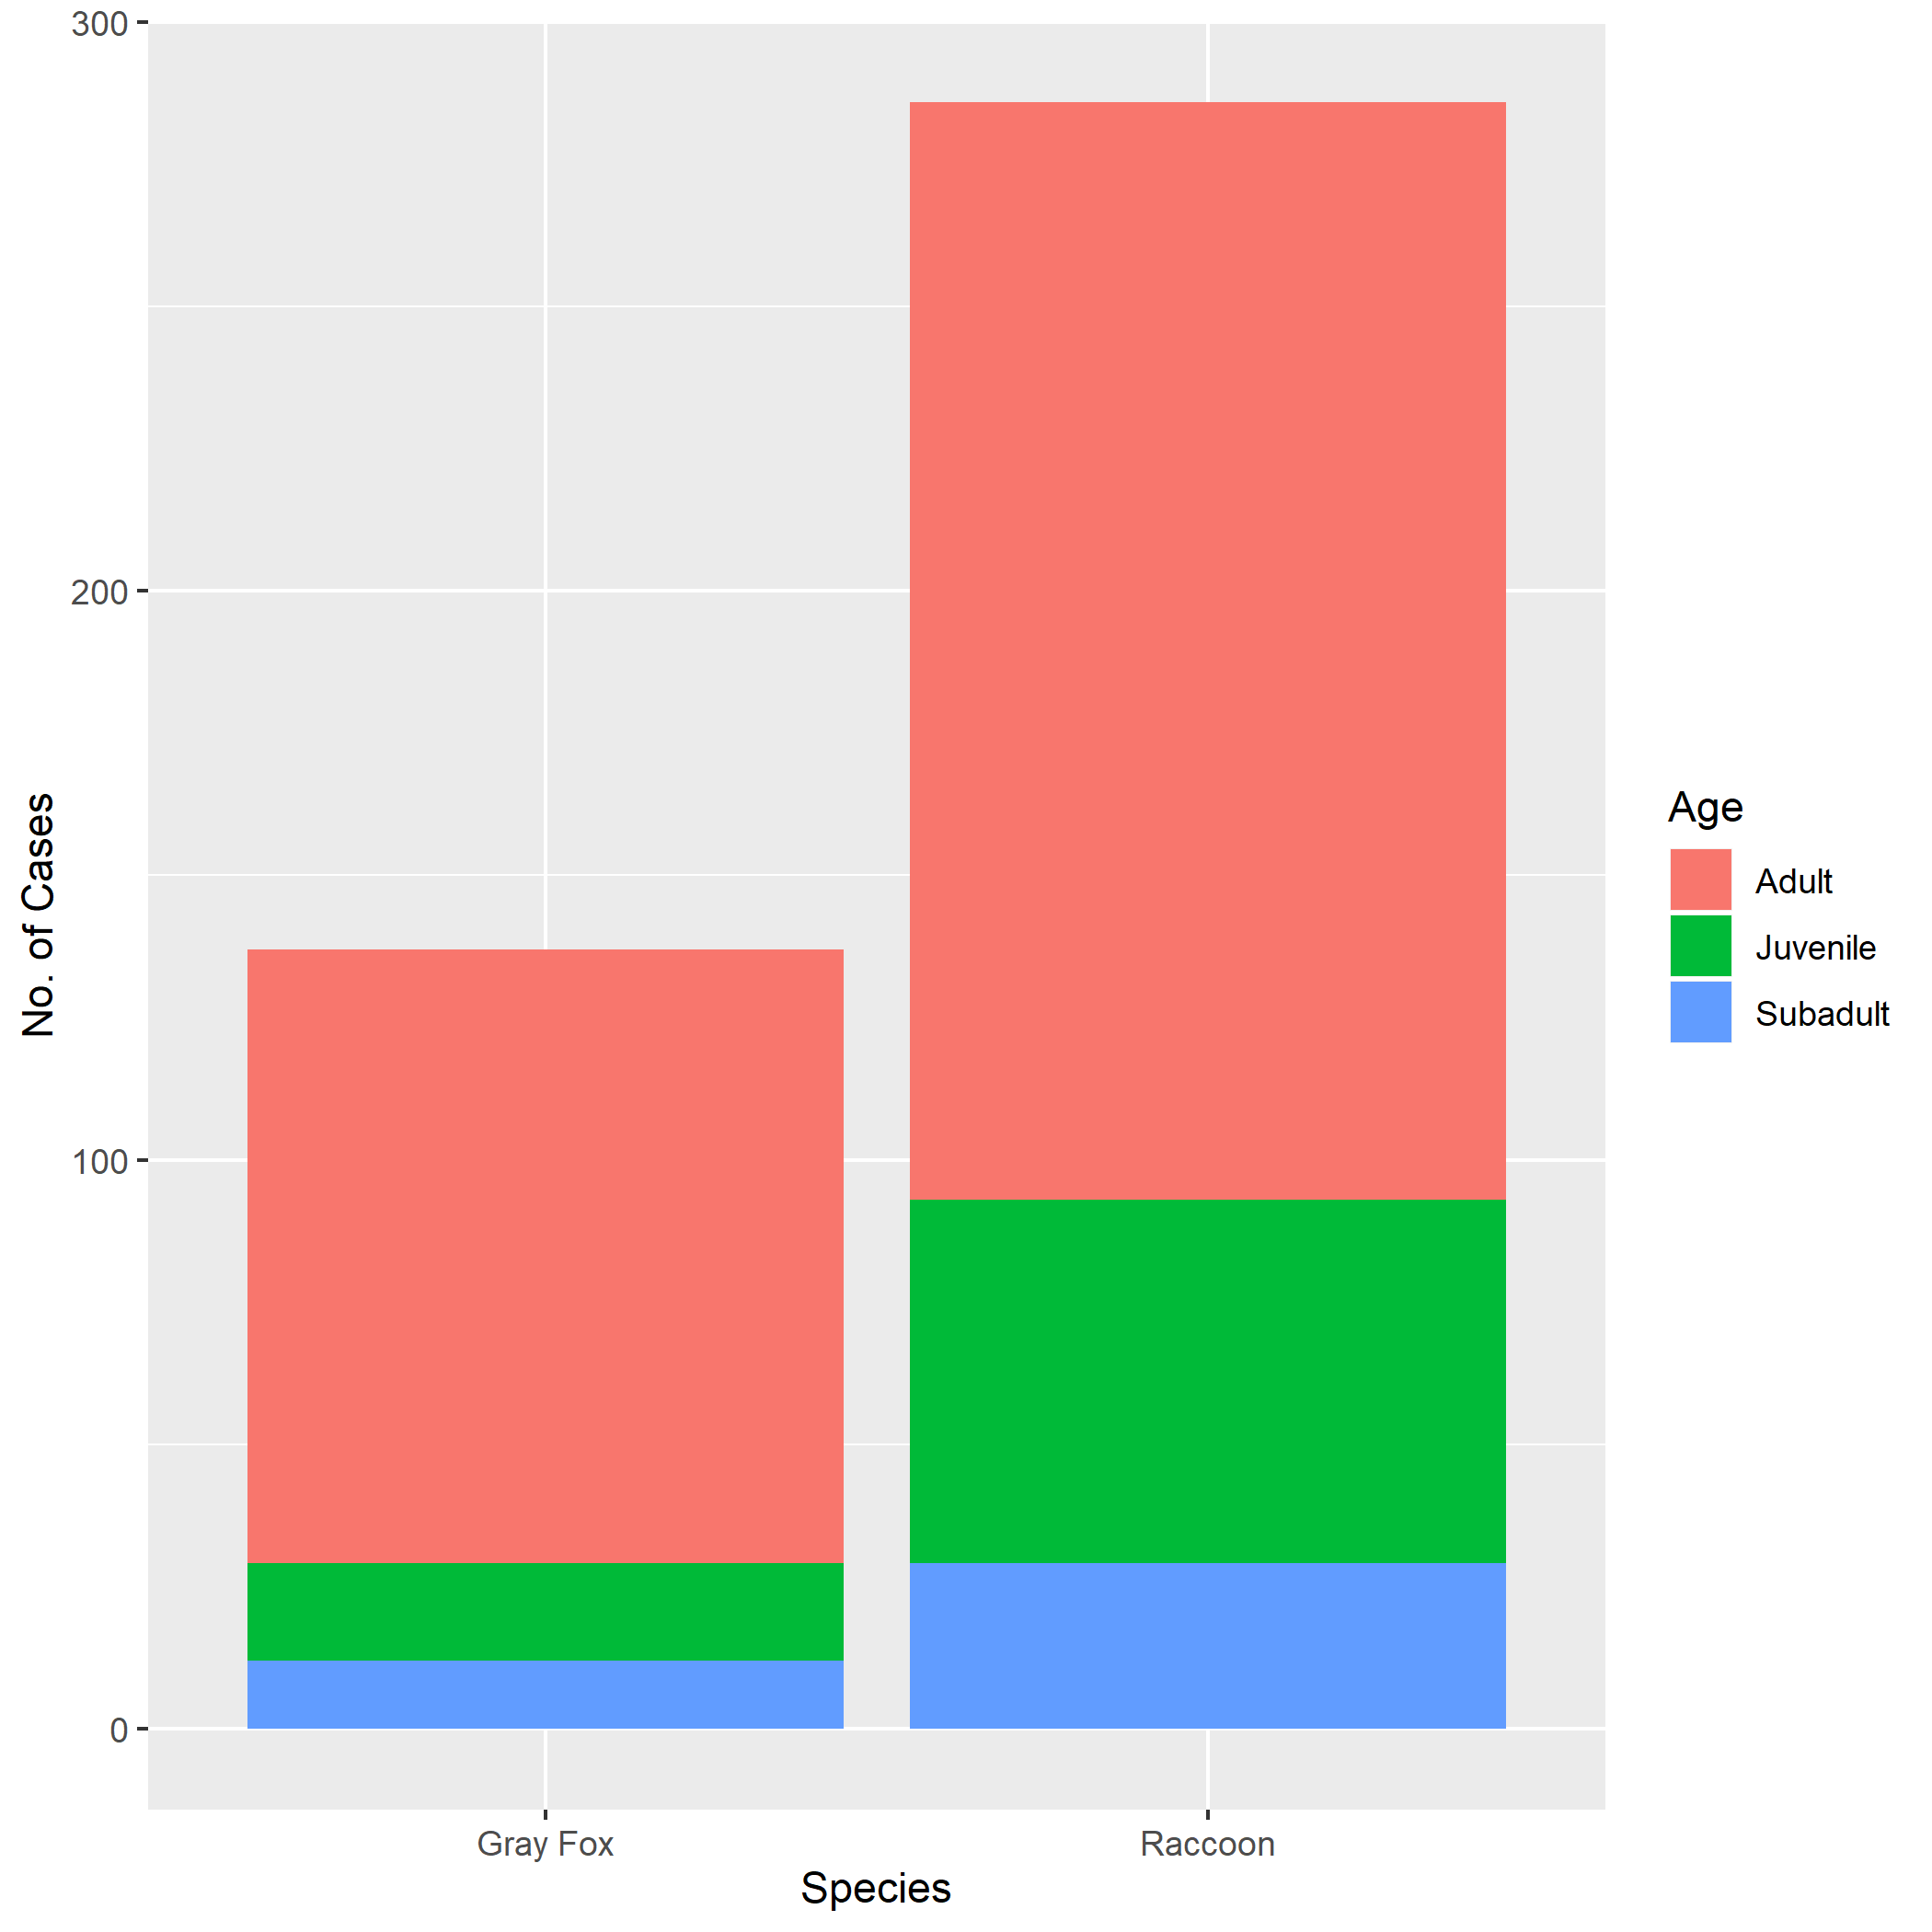 300
200
100
0
No. of Cases
Gray Fox
Raccoon
Species
Age
Adult
Juvenile
Subadult